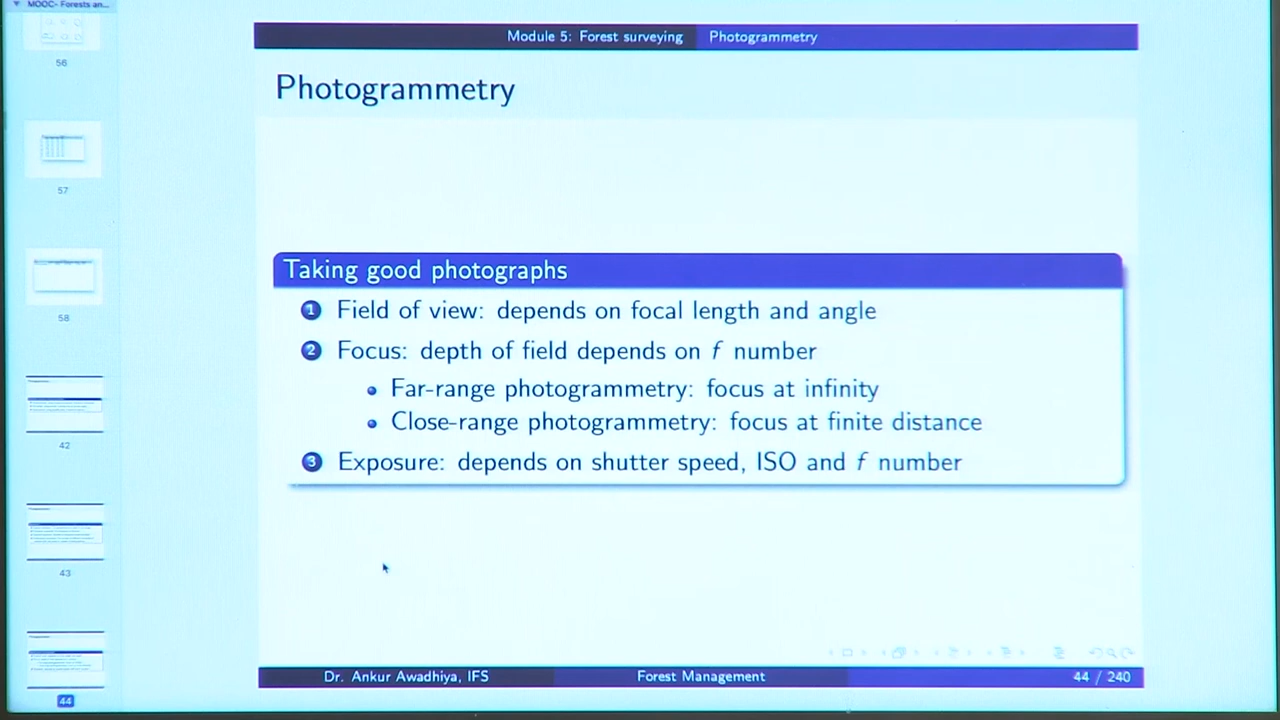 MOOC- Forests an...
56
57
58
42
43
44
Module 5: Forest surveying Photogrammetry
Photogrammetry
Taking good photographs
1 Field of view: depends on focal length and angle
2 Focus: depth of field depends on f number
Far-range photogrammetry: focus at infinity
Close-range photogrammetry: focus at finite distance
3 Exposure: depends on shutter speed, ISO and f number
Dr. Ankur Awadhiya, IFS Forest Management 44 / 240